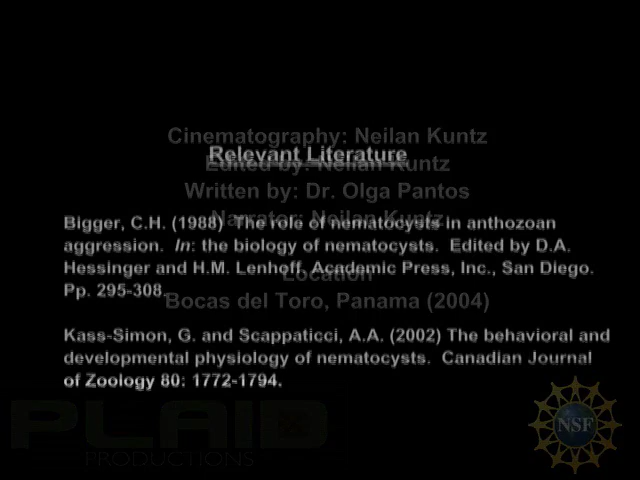 Cinematography: Neilan Kuntz
Relevant Literature
Edited by: Neilan Kuntz
Written by: Dr. Olga Pantos
Narrator: Neilan Kuntz
Bigger, C.H. (1988)  The role of nematocysts in anthozoan
aggression.  In: the biology of nematocysts.  Edited by D.A.
Hessinger and H.M. Lenhoff, Academic Press, Inc., San Diego.
Pp. 295-308.
Location
Bocas del Toro, Panama (2004)
Kass-Simon, G. and Scappaticci, A.A. (2002) The behavioral and
developmental physiology of nematocysts.  Canadian Journal
of Zoology 80: 1772-1794.
PLAID
PRODUCTIONS
NSF